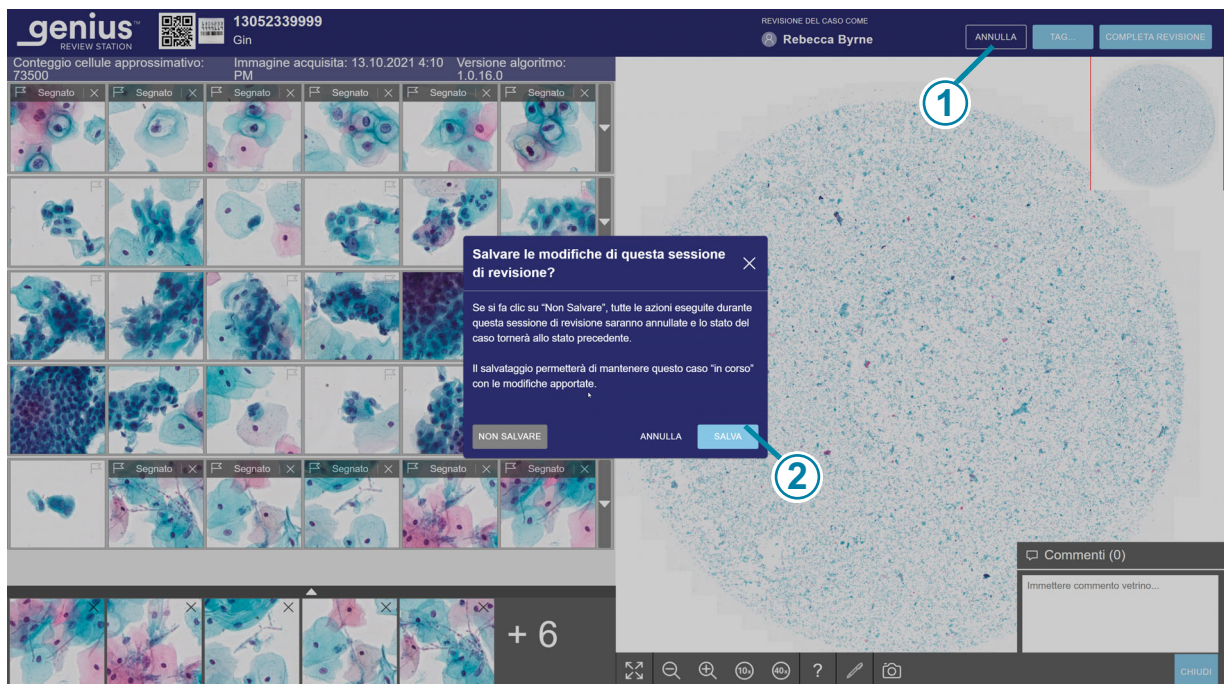 genius™
REVIEW STATION
13052339999
Gin
REVISIONE DEL CASO COME
Rebecca Byrne
ANNULLA
TAG...
COMPLETA REVISIONE
Conteggio cellule approssimativo: 73500
Immagine acquisita: 13.10.2021 4:10 PM
Versione algoritmo: 1.0.16.0
Segnato
Segnato
Segnato
Segnato
Segnato
Segnato
1
Salvare le modifiche di questa sessione
di revisione?
Se si fa clic su “Non Salvare”, tutte le azioni eseguite durante
questa sessione di revisione saranno annullate e lo stato del
caso tornerà allo stato precedente.
Il salvataggio permetterà di mantenere questo caso “in corso”
con le modifiche apportate.
NON SALVARE
ANNULLA
SALVA
2
Segnato
Segnato
Segnato
Segnato
Segnato
+ 6
Commenti (0)
Immettere commento vetrino...
10x
40x
?
CHIUDI